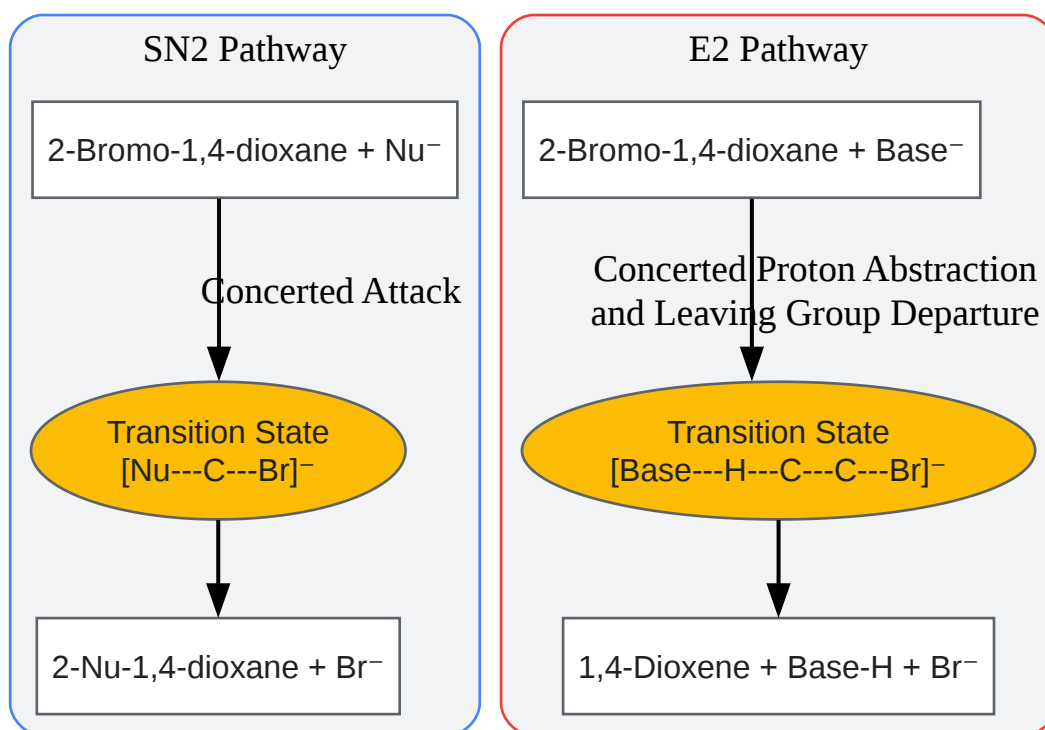 SN2 Pathway
2-Bromo-1,4-dioxane + Nu⁻
Concerted Attack
Transition State
[Nu---C---Br]⁻
2-Nu-1,4-dioxane + Br⁻
E2 Pathway
2-Bromo-1,4-dioxane + Base⁻
Concerted Proton Abstraction
and Leaving Group Departure
Transition State
[Base---H---C---C---Br]⁻
1,4-Dioxene + Base-H + Br⁻